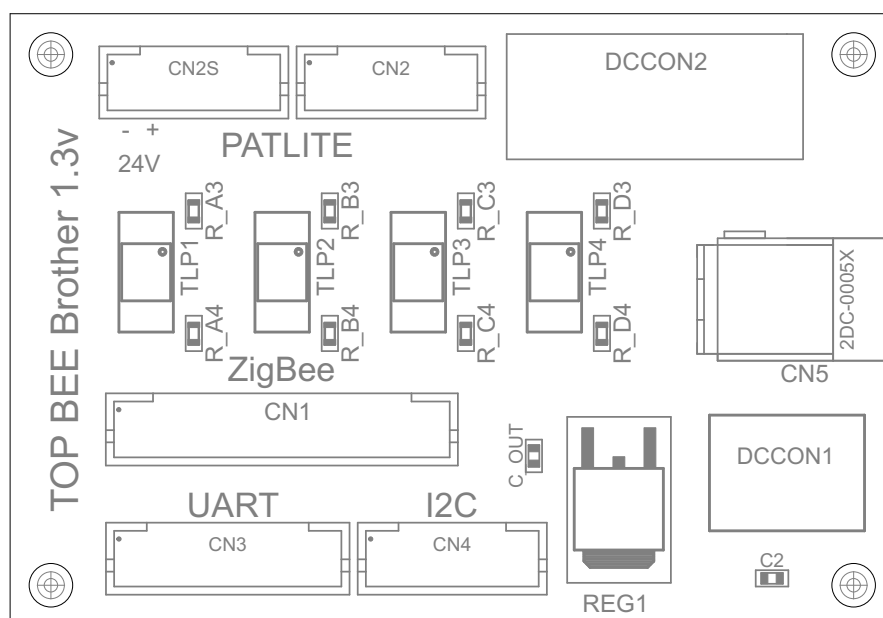 TOP BEE Brother 1.3v
CN2S
CN2
DCCON2
- +
24V
PATLITE
R_A3
R_B3
R_C3
R_D3
TLP1
TLP2
TLP3
TLP4
2DC-0005X
R_A4
R_B4
R_C4
R_D4
CN5
ZigBee
CN1
C_OUT
DCCON1
UART
I2C
CN3
CN4
C2
REG1